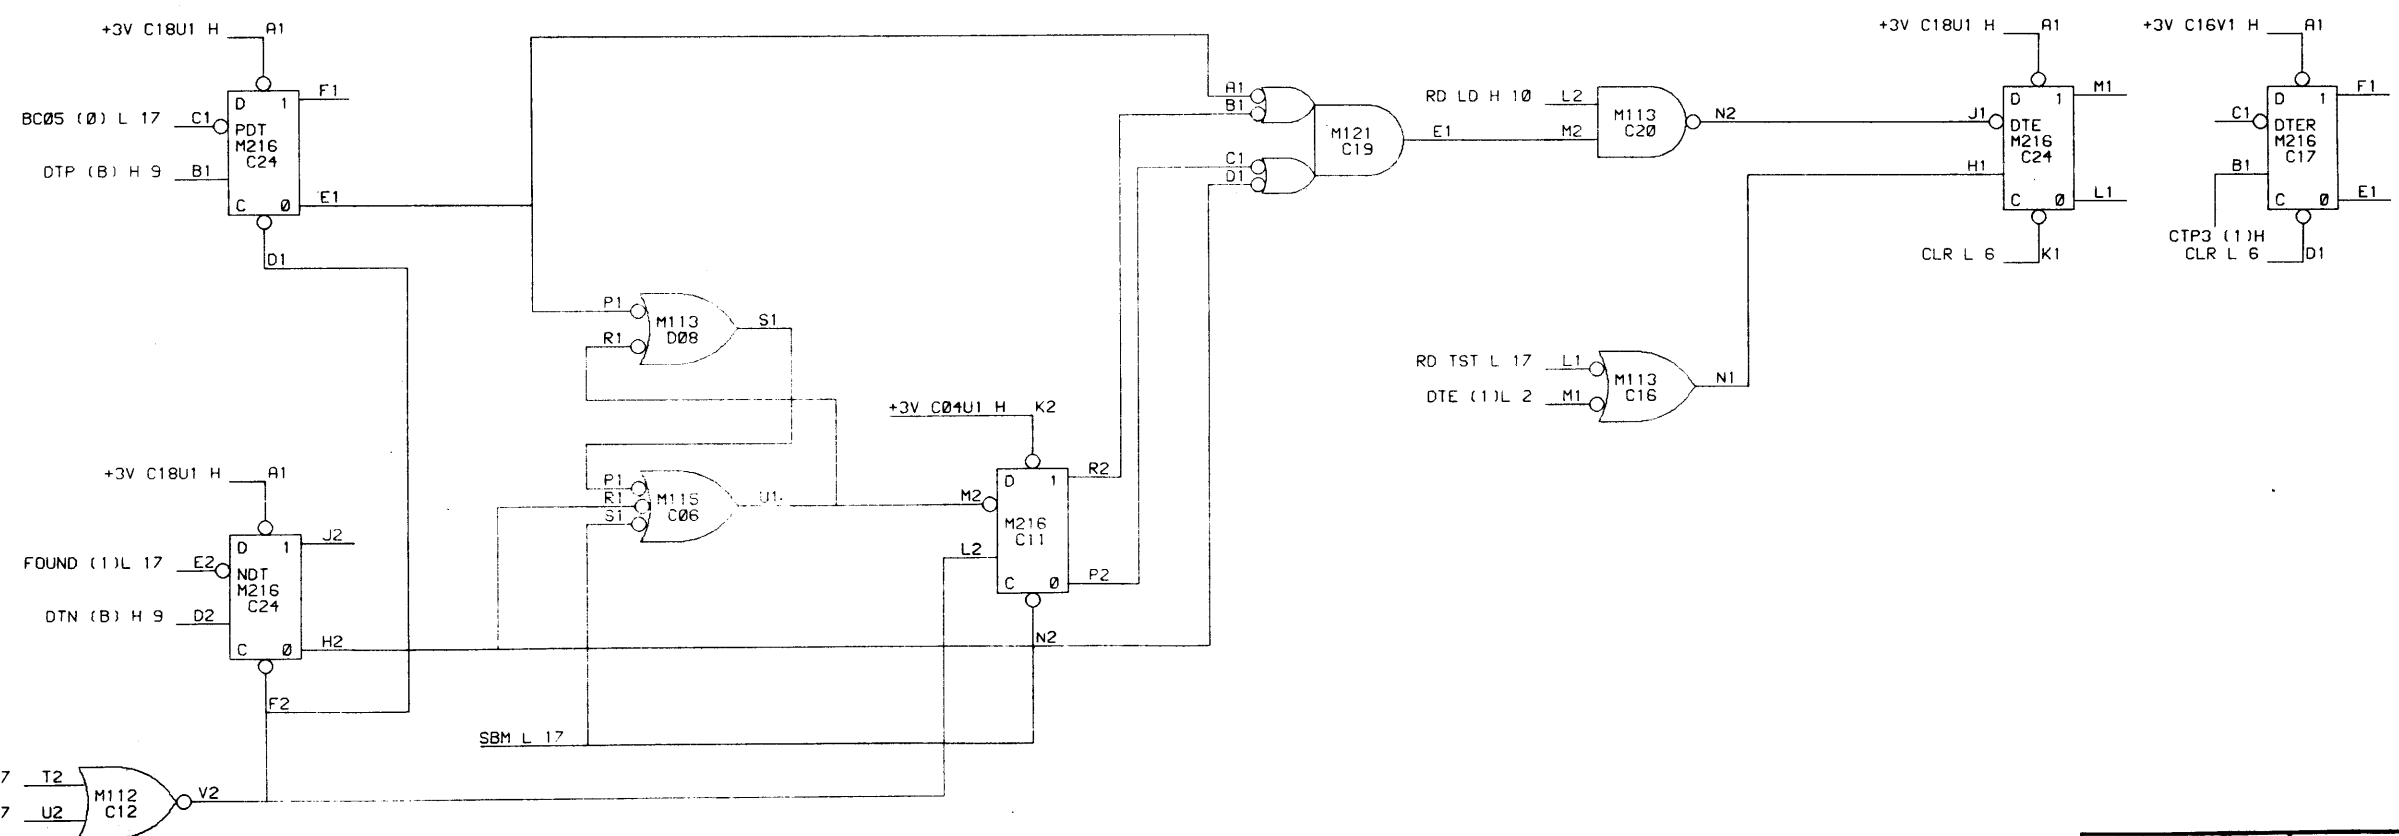 +3V C18U1 H A1
D 1 F1
BC05 (0) L 17 C1
PDT
M216
C24
DTP (B) H 9 B1
C 0 E1
D1
A1
B1
M121
C19
C1
D1
E1
RD LD H 10 L2
M2
M113
C20
N2
+3V C18U1 H A1
D 1 M1
J1
DTE
M216
C24
H1
C 0 L1
CLR L 6 K1
+3V C16V1 H A1
D 1 F1
C1
DTER
M216
C17
B1
C 0 E1
CTP3 (1)H
CLR L 6 D1
P1
M113
D08
R1
S1
RD TST L 17 L1
DTE (1)L 2 M1
M113
C16
N1
+3V C04U1 H K2
P1
R1
S1
M115
C06
U1
D 1 R2
M2
M216
C11
L2
C 0 P2
N2
+3V C18U1 H A1
D 1 J2
FOUND (1)L 17 E2
NDT
M216
C24
DTN (B) H 9 D2
C 0 H2
F2
SBM L 17
7 T2
7 U2
M112
C12
V2